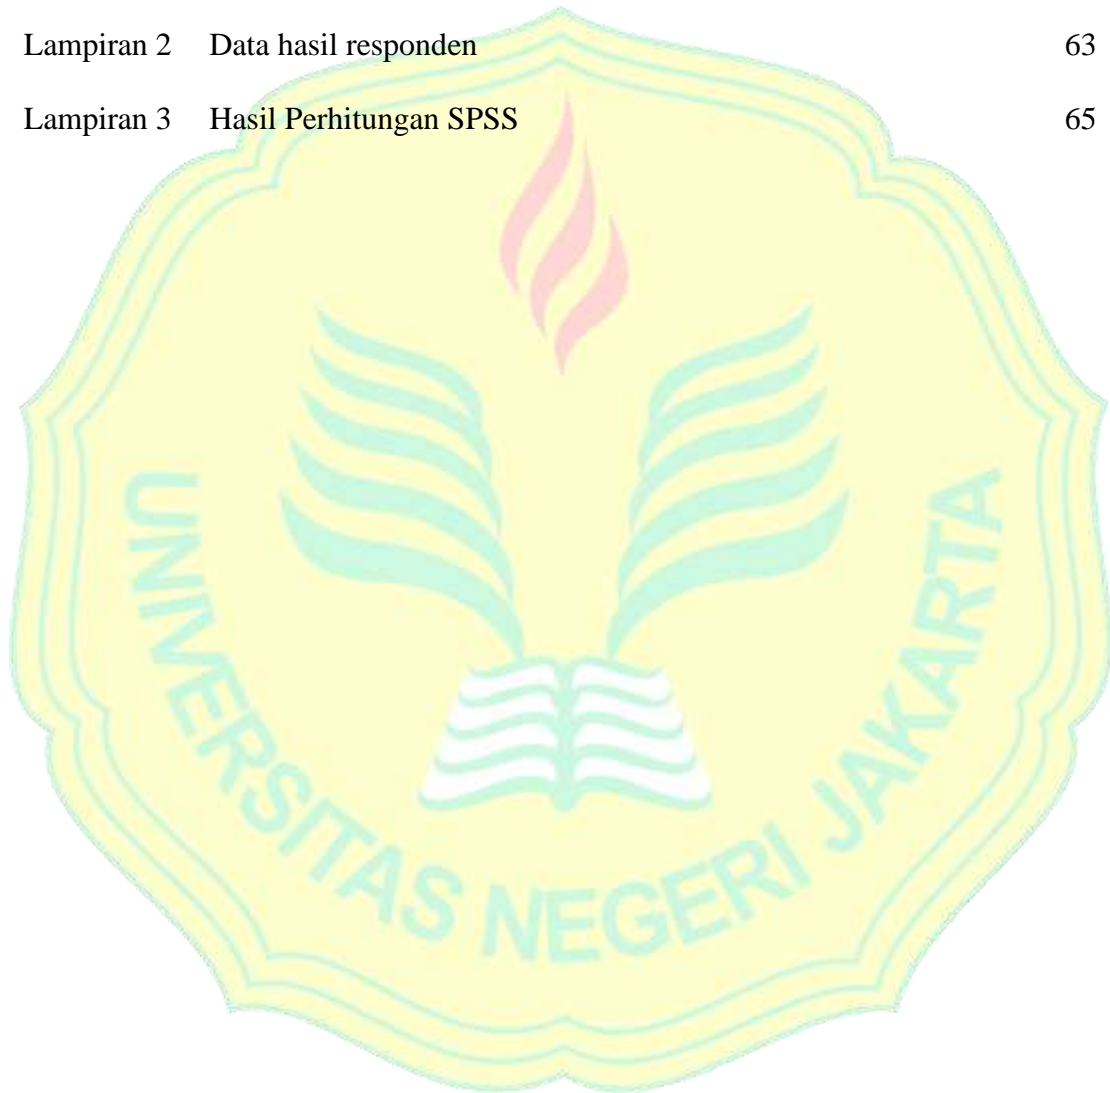 Lampiran 2 Data hasil responden 63
Lampiran 3 Hasil Perhitungan SPSS 65
UNIVERSITAS NEGERI JAKARTA